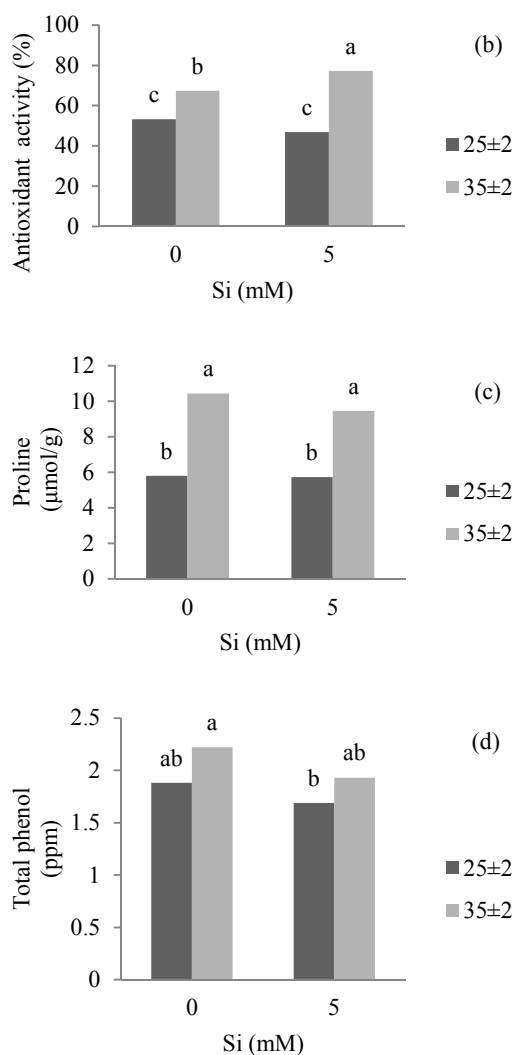 (b)
Antioxidant activity (%)
100
80
60
40
20
0
c
b
c
a
0
5
Si (mM)
25±2
35±2
(c)
Proline
(µmol/g)
12
10
8
6
4
2
0
b
a
b
a
0
5
Si (mM)
25±2
35±2
(d)
Total phenol
(ppm)
2.5
2
1.5
1
0.5
0
ab
a
b
ab
0
5
Si (mM)
25±2
35±2